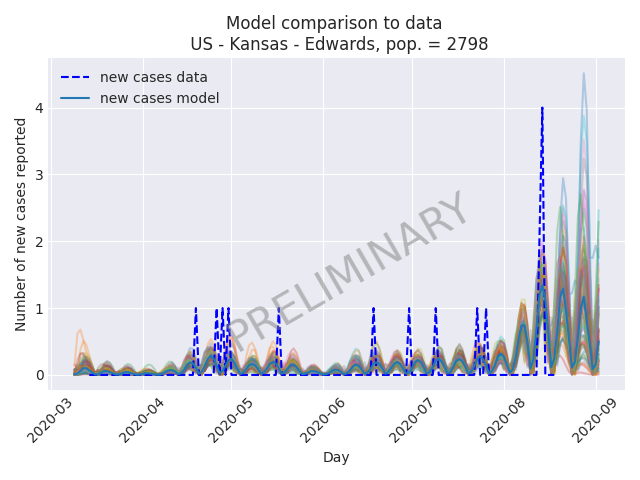 Model comparison to data
US - Kansas - Edwards, pop. = 2798
new cases data
new cases model
PRELIMINARY
Number of new cases reported
4
3
2
1
0
2020-03
2020-04
2020-05
2020-06
2020-07
2020-08
2020-09
Day